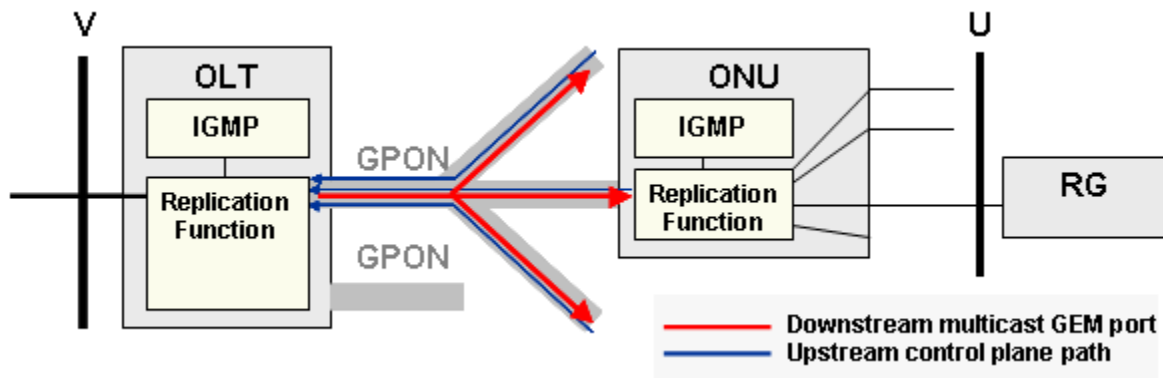 V
U
OLT
ONU
IGMP
IGMP
GPON
Replication
Function
Replication
Function
RG
GPON
Downstream multicast GEM port
Upstream control plane path